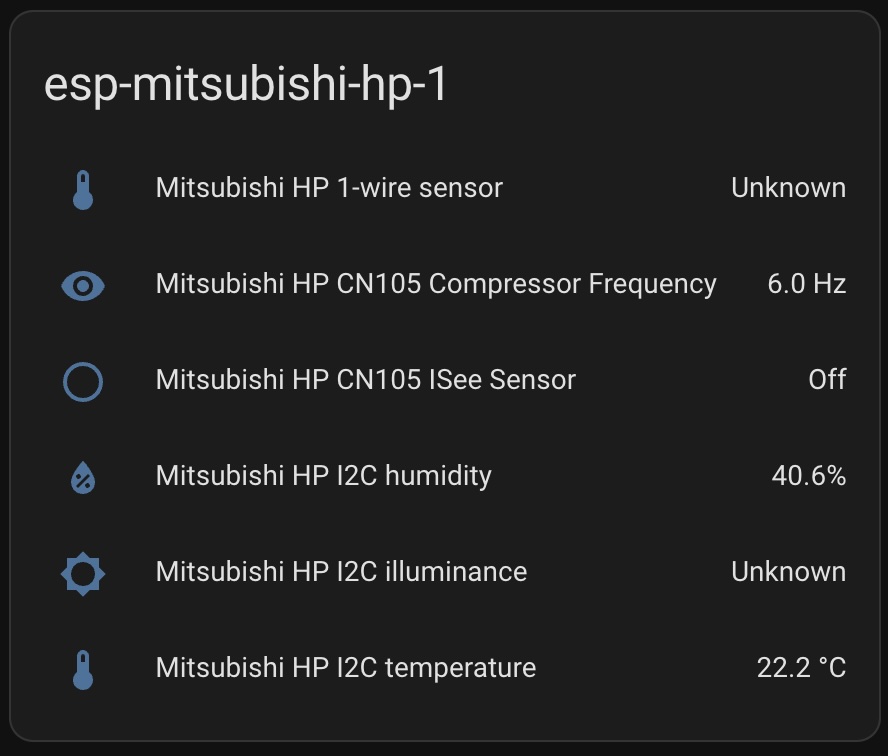 esp-mitsubishi-hp-1
Mitsubishi HP 1-wire sensor Unknown
Mitsubishi HP CN105 Compressor Frequency 6.0 Hz
Mitsubishi HP CN105 ISee Sensor Off
Mitsubishi HP I2C humidity 40.6%
Mitsubishi HP I2C illuminance Unknown
Mitsubishi HP I2C temperature 22.2 °C